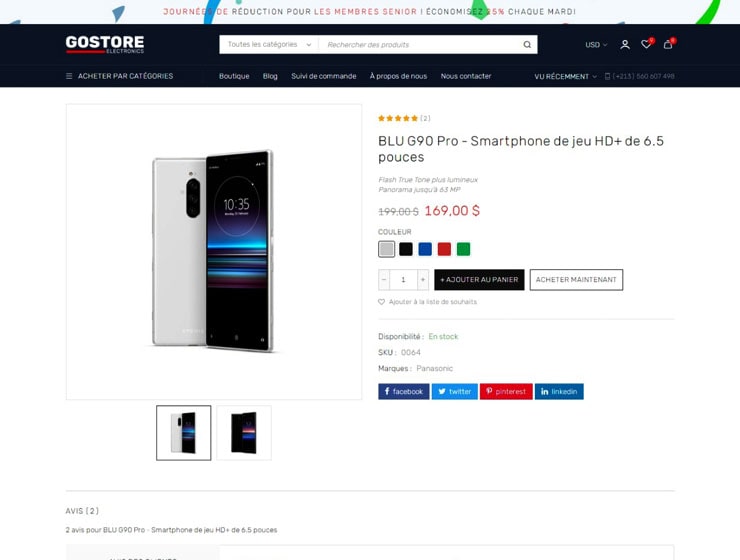 JOURNÉE DE RÉDUCTION POUR LES MEMBRES SENIOR I ÉCONOMISEZ 25% CHAQUE MARDI
GOSTORE
ELECTRONICS
Toutes les catégories
Rechercher des produits
USD
0
0
ACHETER PAR CATÉGORIES
Boutique
Blog
Suivi de commande
À propos de nous
Nous contacter
VU RÉCEMMENT
(+213) 560 607 498
(2)
BLU G90 Pro - Smartphone de jeu HD+ de 6.5
pouces
Flash True Tone plus lumineux
Panorama jusqu'à 63 MP
199,00 $ 169,00 $
COULEUR
- 1 +
+ AJOUTER AU PANIER
ACHETER MAINTENANT
Ajouter à la liste de souhaits
Disponibilité : En stock
SKU : 0064
Marques : Panasonic
facebook
twitter
pinterest
linkedin
10:35
AVIS (2)
2 avis pour BLU G90 Pro - Smartphone de jeu HD+ de 6.5 pouces